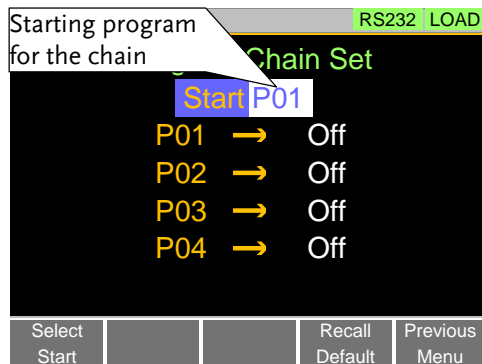 Starting program
for the chain
RS232 LOAD
Chain Set
Start P01
P01 → Off
P02 → Off
P03 → Off
P04 → Off
Select Start
Recall Default
Previous Menu